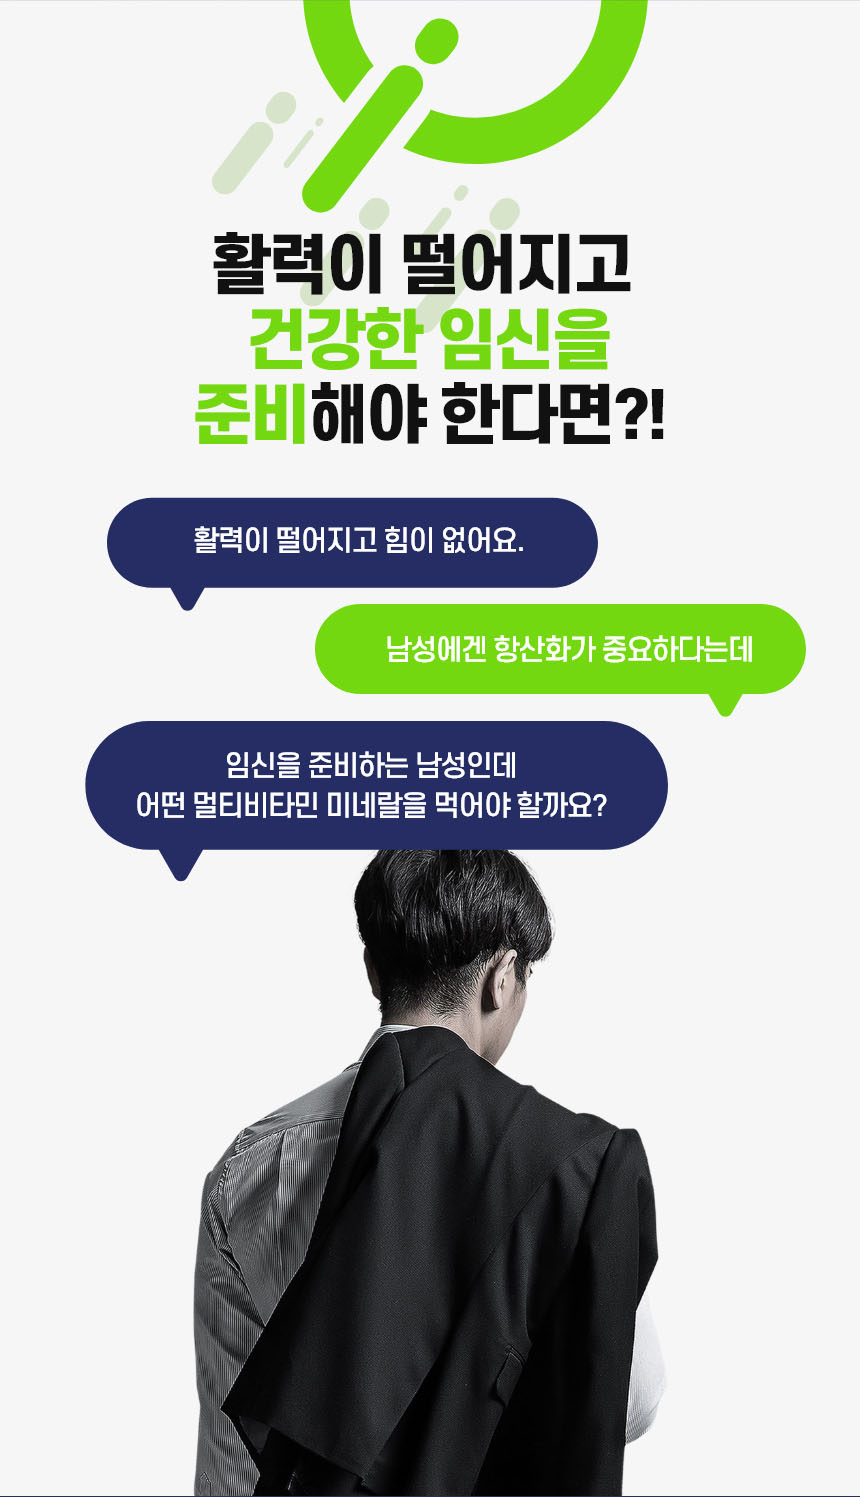 활력이 떨어지고
건강한 임신을
준비해야 한다면?!
활력이 떨어지고 힘이 없어요.
남성에겐 항산화가 중요하다는데
임신을 준비하는 남성인데
어떤 멀티비타민 미네랄을 먹어야 할까요?